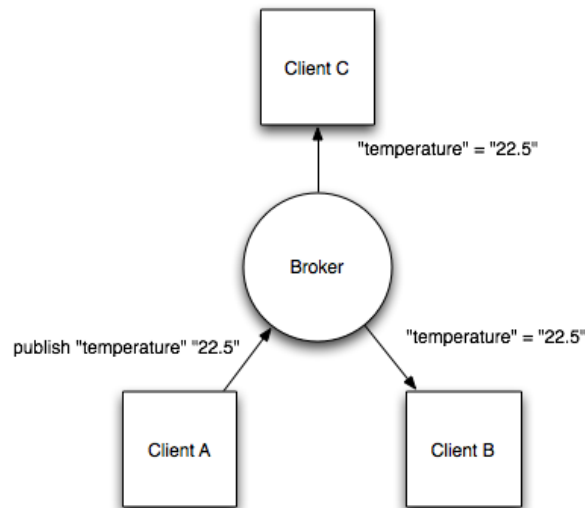 Client C
"temperature" = "22.5"
Broker
publish "temperature" "22.5"
"temperature" = "22.5"
Client A
Client B